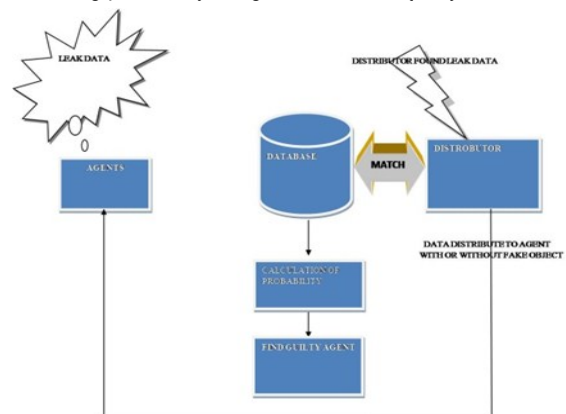 LEAK DATA
DISTRIBUTOR FOUND LEAK DATA
AGENTS
DATABASE
MATCH
DISTROBUTOR
DATA DISTRIBUTE TO AGENT
WITH OR WITHOUT FAKE OBJECT
CALCULATION OF
PROBABILITY
FIND GUILTY AGENT